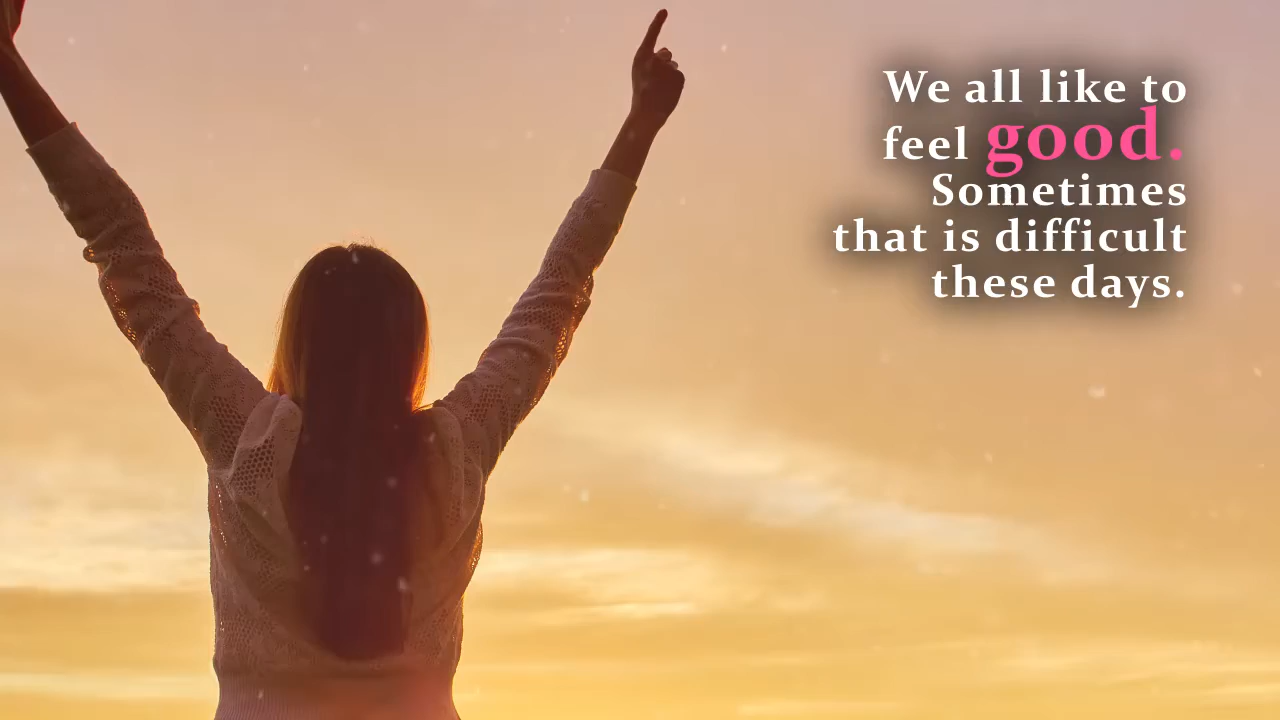 We all like to
feel good.
Sometimes
that is difficult
these days.